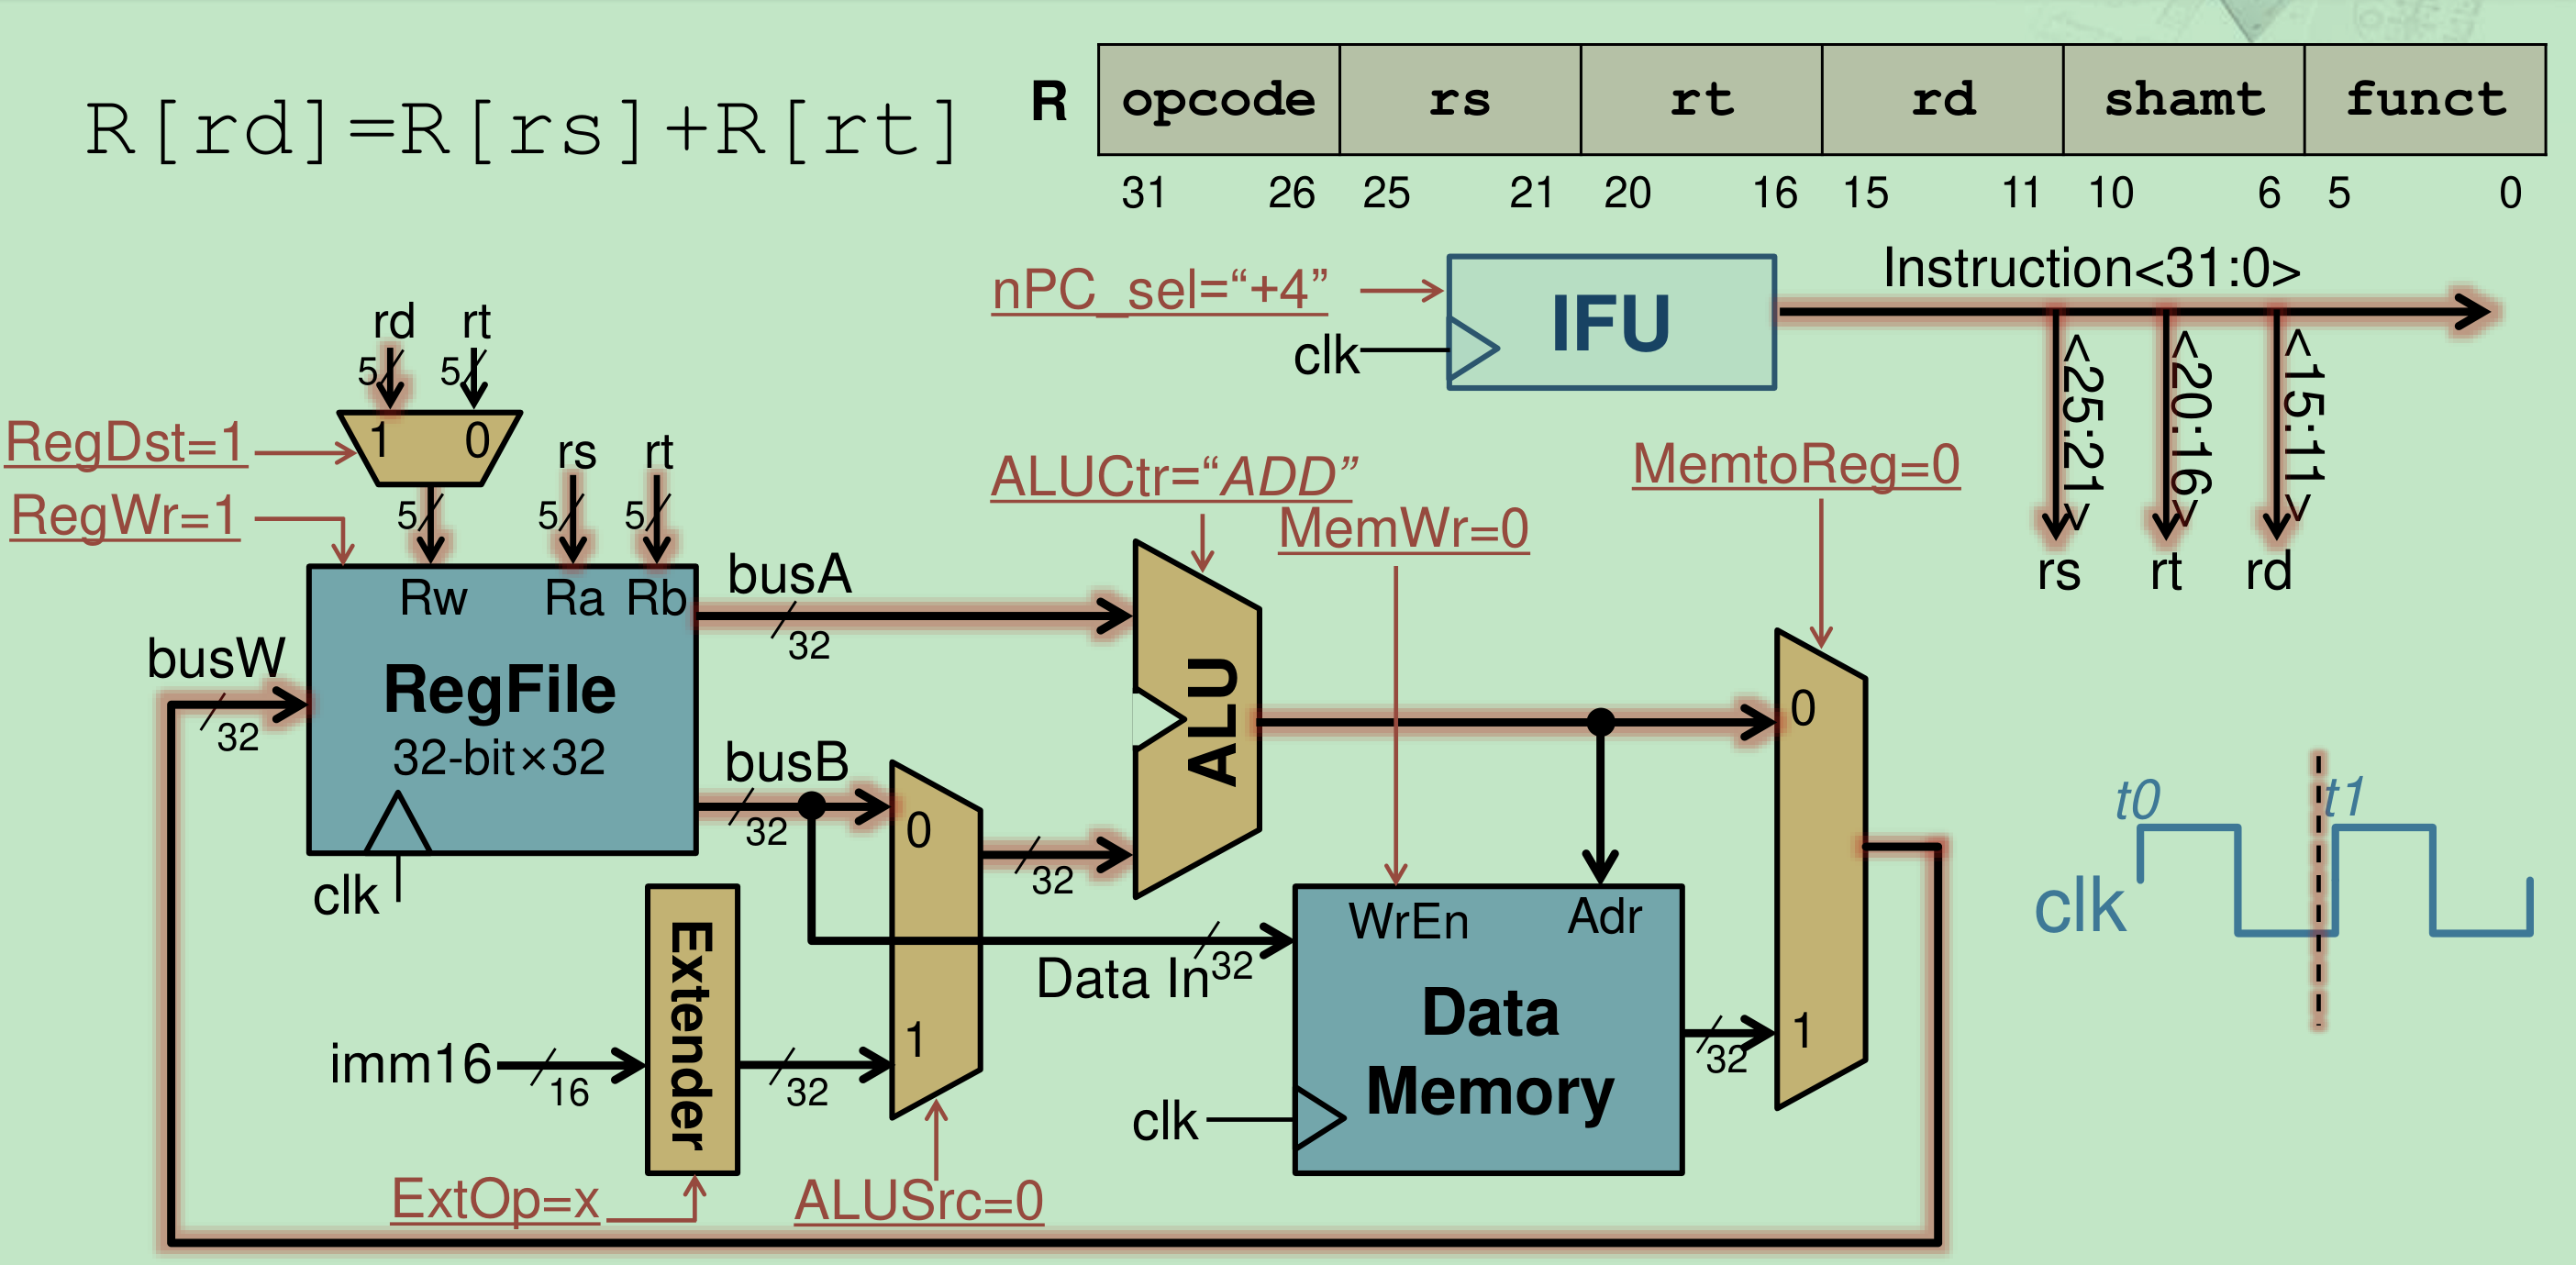 R[rd]=R[rs]+R[rt]
R opcode rs rt rd shamt funct
31 26 25 21 20 16 15 11 10 6 5 0
nPC_sel=“+4”
clk
IFU
Instruction<31:0>
<25:21>
<20:16>
<15:11>
rs rt rd
rd rt
5 5
1 0
RegDst=1
RegWr=1
rs rt
5 5 5
Rw Ra Rb
RegFile
32-bit×32
clk
busW
32
busA
32
busB
32
ALUCtr=“ADD”
MemWr=0
MemtoReg=0
ALU
0
1
32
Data In
32
imm16
16
Extender
32
ExtOp=x
ALUSrc=0
WrEn Adr
Data
Memory
clk
32
0
1
t0 t1
clk